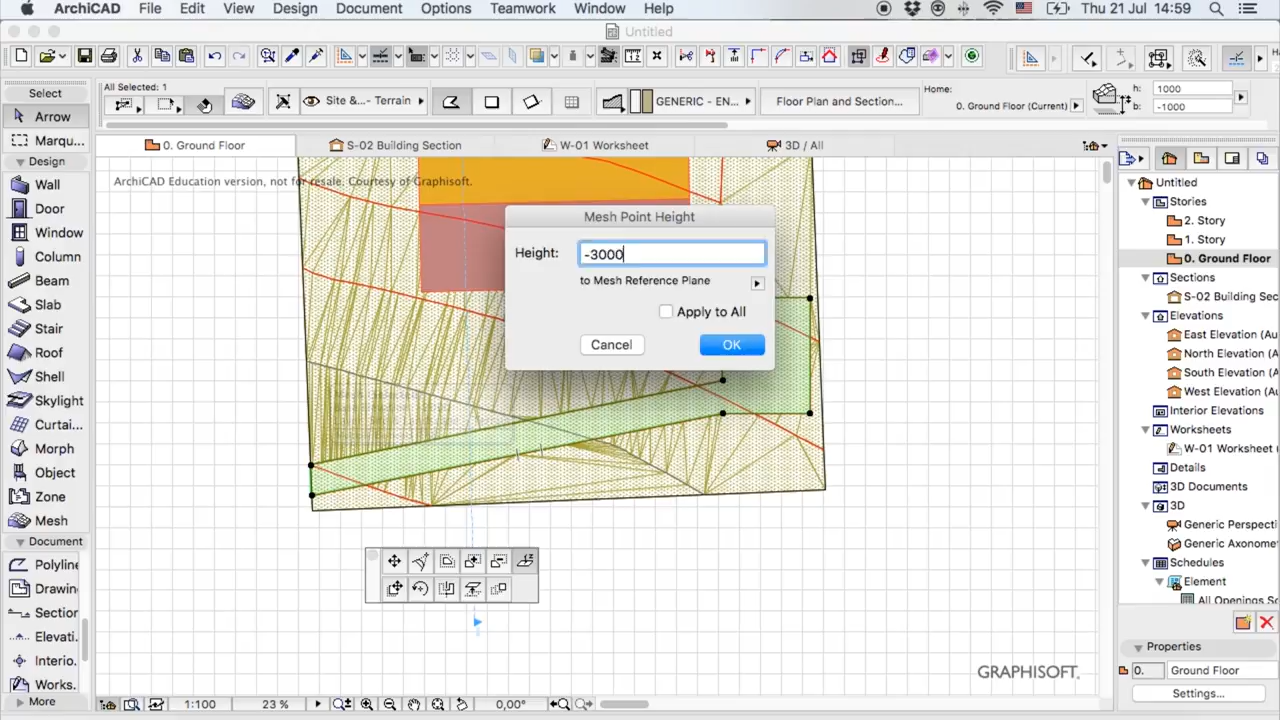 ArchiCAD File Edit View Design Document Options Teamwork Window Help Thu 21 Jul 14:59
Untitled
Select
All Selected: 1
Arrow
Marqu...
Site &...- Terrain
GENERIC - EN...
Floor Plan and Section...
Home:
0. Ground Floor (Current)
h: 1000
b: -1000
0. Ground Floor
S-02 Building Section
W-01 Worksheet
3D / All
ArchiCAD Education version, not for resale. Courtesy of Graphisoft.
Design
Wall
Door
Window
Column
Beam
Slab
Stair
Roof
Shell
Skylight
Curtai...
Morph
Object
Zone
Mesh
Document
Polyline
Drawin
Section
Elevati.
Interio.
Works.
More
Mesh Point Height
Height: -3000
to Mesh Reference Plane
Apply to All
Cancel
OK
Untitled
Stories
2. Story
1. Story
0. Ground Floor
Sections
S-02 Building Sec
Elevations
East Elevation (Au
North Elevation (A
South Elevation (A
West Elevation (Au
Interior Elevations
Worksheets
W-01 Worksheet (
Details
3D Documents
3D
Generic Perspecti
Generic Axonome
Schedules
Element
All Openings Sc
Properties
0. Ground Floor
Settings...
GRAPHISOFT.
1:100 23 % 0,00°